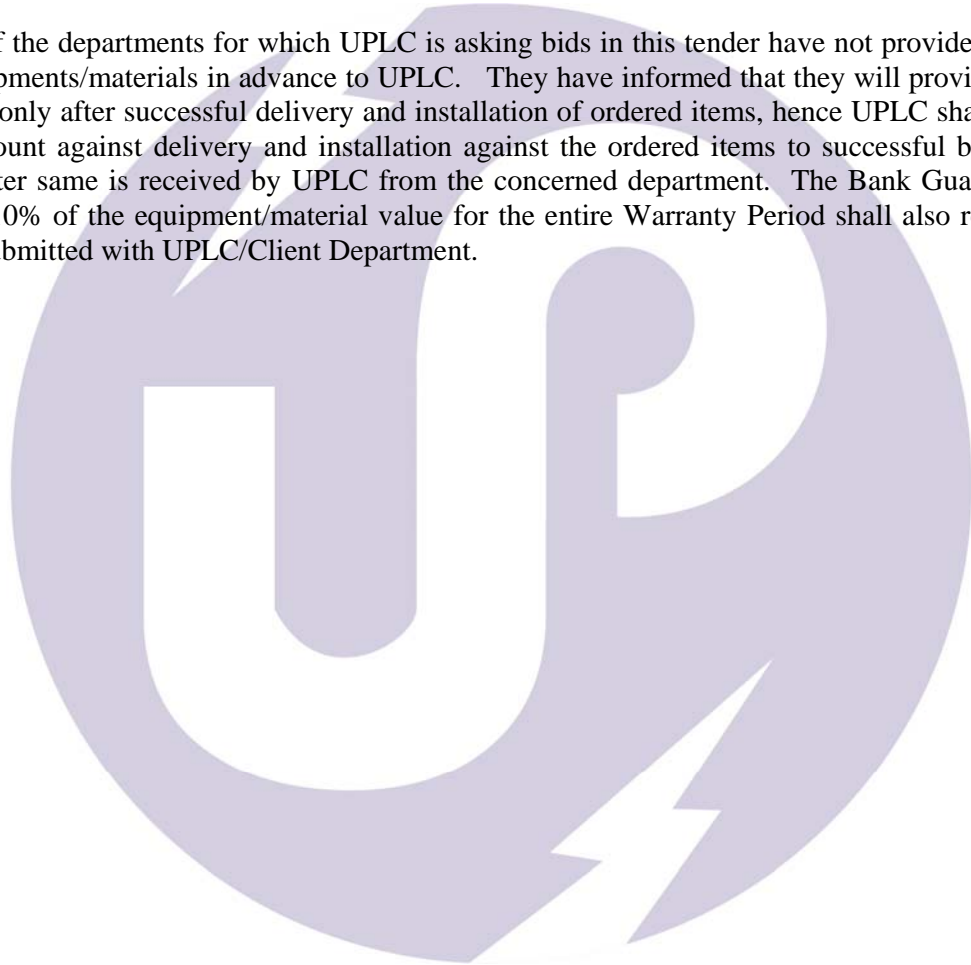 f the departments for which UPLC is asking bids in this tender have not provide
pments/materials in advance to UPLC. They have informed that they will provi
only after successful delivery and installation of ordered items, hence UPLC sha
ount against delivery and installation against the ordered items to successful b
ter same is received by UPLC from the concerned department. The Bank Gua
0% of the equipment/material value for the entire Warranty Period shall also r
ubmitted with UPLC/Client Department.
UP